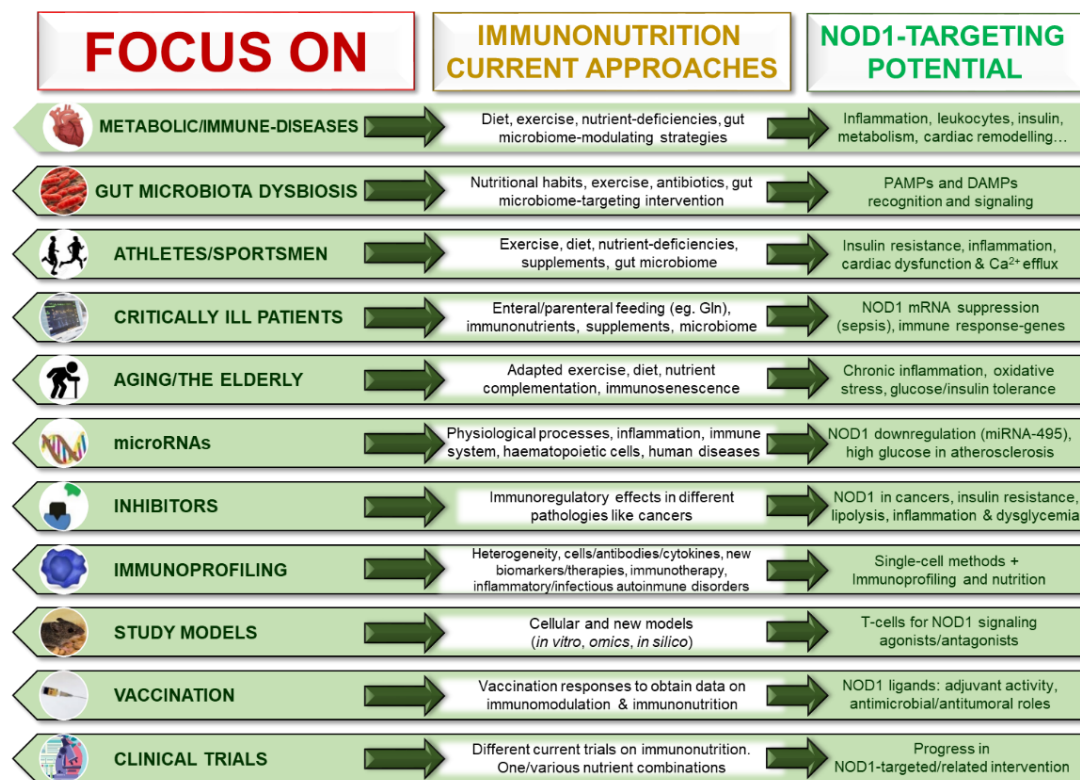 FOCUS ON
IMMUNONUTRITION
CURRENT APPROACHES
NOD1-TARGETING
POTENTIAL
METABOLIC/IMMUNE-DISEASES
Diet, exercise, nutrient-deficiencies, gut
microbiome-modulating strategies
Inflammation, leukocytes, insulin,
metabolism, cardiac remodelling…
GUT MICROBIOTA DYSBIOSIS
Nutritional habits, exercise, antibiotics, gut
microbiome-targeting intervention
PAMPs and DAMPs
recognition and signaling
ATHLETES/SPORTSMEN
Exercise, diet, nutrient-deficiencies,
supplements, gut microbiome
Insulin resistance, inflammation,
cardiac dysfunction & Ca²⁺ efflux
CRITICALLY ILL PATIENTS
Enteral/parenteral feeding (eg. Gln),
immunonutrients, supplements, microbiome
NOD1 mRNA suppression
(sepsis), immune response-genes
AGING/THE ELDERLY
Adapted exercise, diet, nutrient
complementation, immunosenescence
Chronic inflammation, oxidative
stress, glucose/insulin tolerance
microRNAs
Physiological processes, inflammation, immune
system, haematopoietic cells, human diseases
NOD1 downregulation (miRNA-495),
high glucose in atherosclerosis
INHIBITORS
Immunoregulatory effects in different
pathologies like cancers
NOD1 in cancers, insulin resistance,
lipolysis, inflammation & dysglycemia
IMMUNOPROFILING
Heterogeneity, cells/antibodies/cytokines, new
biomarkers/therapies, immunotherapy,
inflammatory/infectious autoinmune disorders
Single-cell methods +
Immunoprofiling and nutrition
STUDY MODELS
Cellular and new models
(in vitro, omics, in silico)
T-cells for NOD1 signaling
agonists/antagonists
VACCINATION
Vaccination responses to obtain data on
immunomodulation & immunonutrition
NOD1 ligands: adjuvant activity,
antimicrobial/antitumoral roles
CLINICAL TRIALS
Different current trials on immunonutrition.
One/various nutrient combinations
Progress in
NOD1-targeted/related intervention